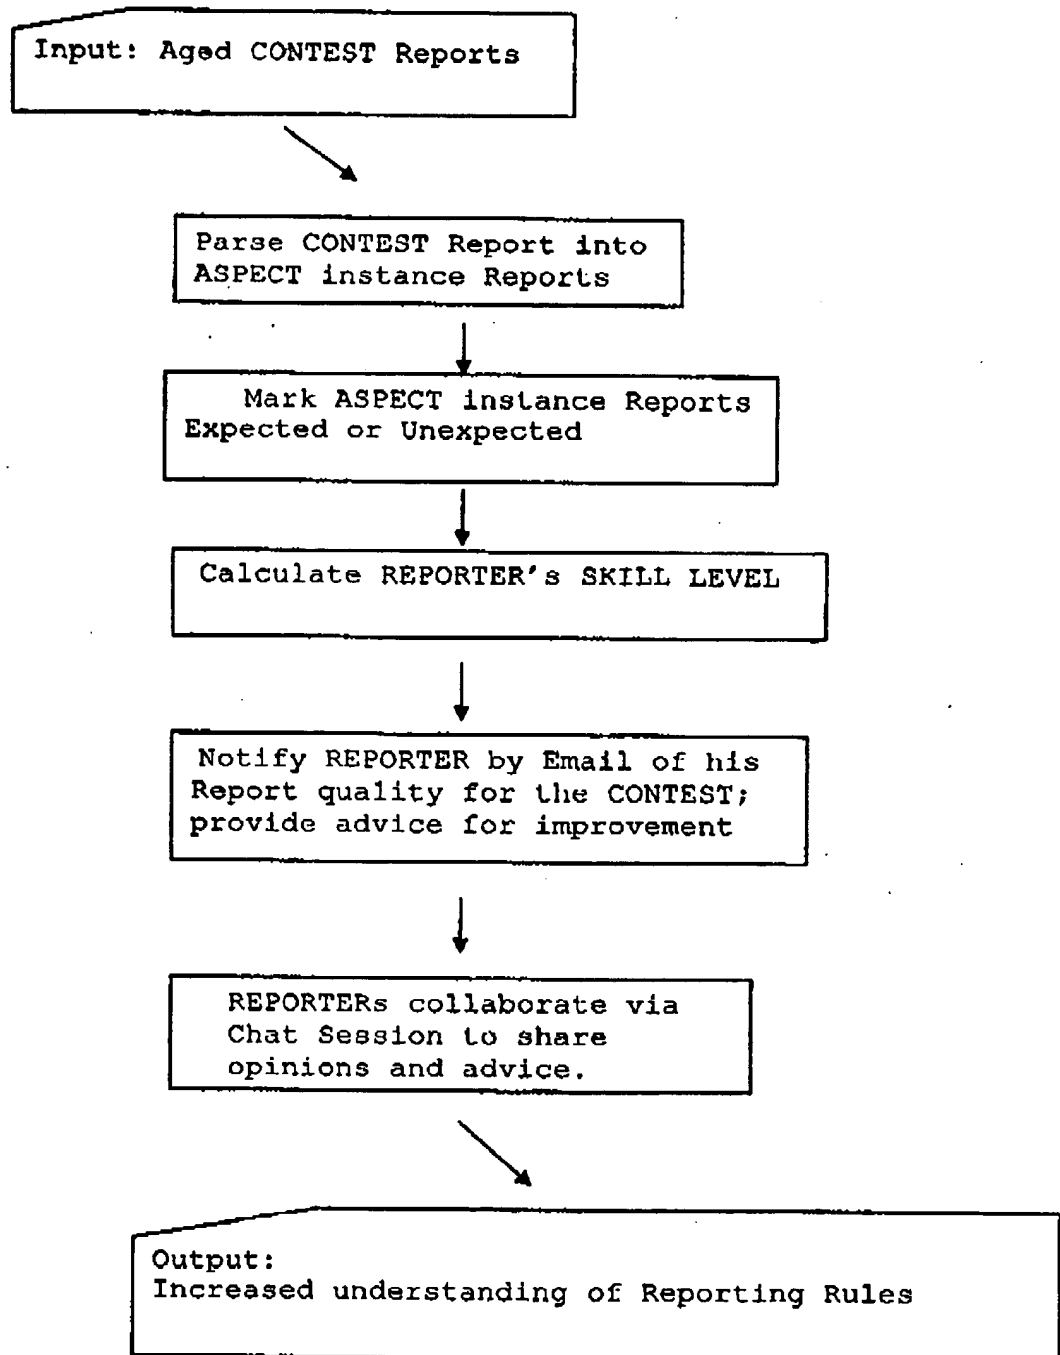 Input: Aged CONTEST Reports
Parse CONTEST Report into
ASPECT instance Reports
Mark ASPECT instance Reports
Expected or Unexpected
Calculate REPORTER's SKILL LEVEL
Notify REPORTER by Email of his
Report quality for the CONTEST;
provide advice for improvement
REPORTERs collaborate via
Chat Session to share
opinions and advice.
Output:
Increased understanding of Reporting Rules